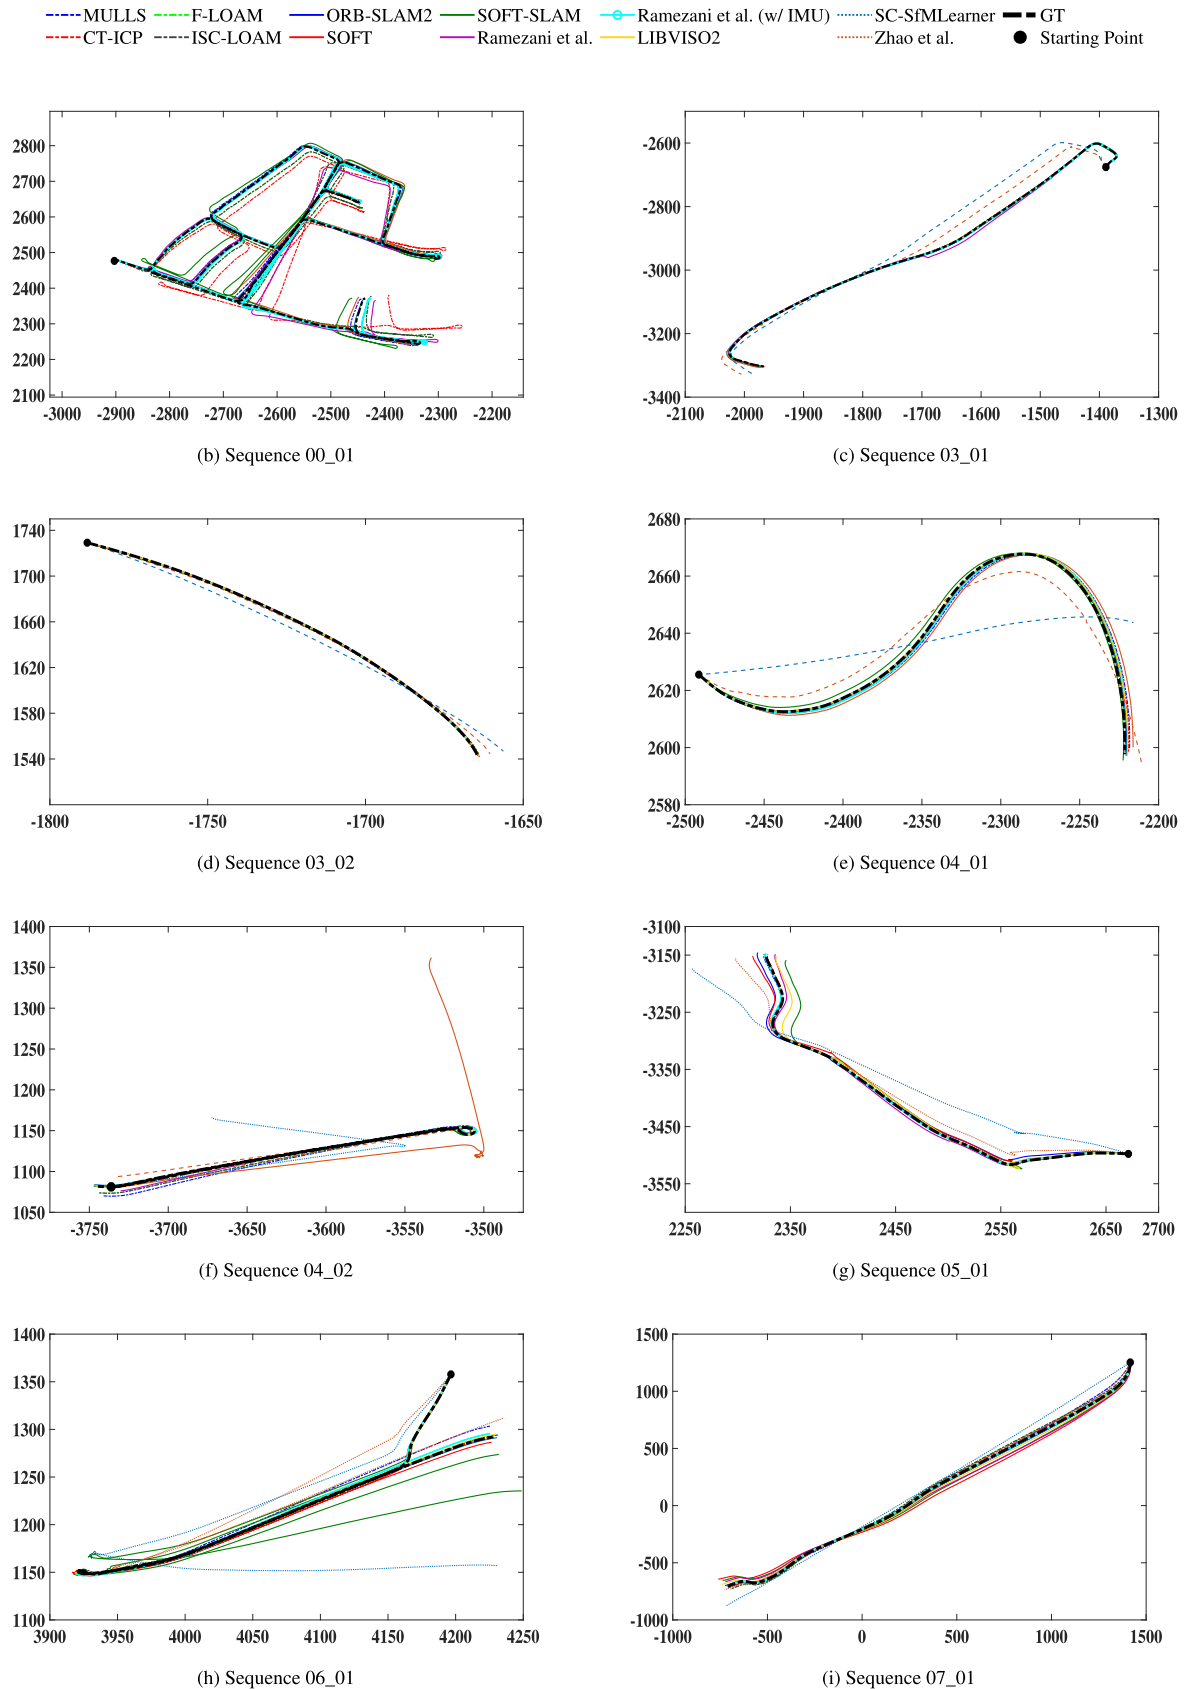 MULLS F-LOAM ORB-SLAM2 SOFT-SLAM Ramezani et al. (w/ IMU) SC-SfMLearner GT
CT-ICP ISC-LOAM SOFT Ramezani et al. LIBVISO2 Zhao et al. Starting Point
2800
2700
2600
2500
2400
2300
2200
2100
-3000 -2900 -2800 -2700 -2600 -2500 -2400 -2300 -2200
(b) Sequence 00_01
-2600
-2800
-3000
-3200
-3400
-2100 -2000 -1900 -1800 -1700 -1600 -1500 -1400 -1300
(c) Sequence 03_01
1740
1700
1660
1620
1580
1540
-1800 -1750 -1700 -1650
(d) Sequence 03_02
2680
2660
2640
2620
2600
2580
-2500 -2450 -2400 -2350 -2300 -2250 -2200
(e) Sequence 04_01
1400
1350
1300
1250
1200
1150
1100
1050
-3750 -3700 -3650 -3600 -3550 -3500
(f) Sequence 04_02
-3100
-3150
-3250
-3350
-3450
-3550
2250 2350 2450 2550 2650 2700
(g) Sequence 05_01
1400
1350
1300
1250
1200
1150
1100
3900 3950 4000 4050 4100 4150 4200 4250
(h) Sequence 06_01
1500
1000
500
0
-500
-1000
-1000 -500 0 500 1000 1500
(i) Sequence 07_01